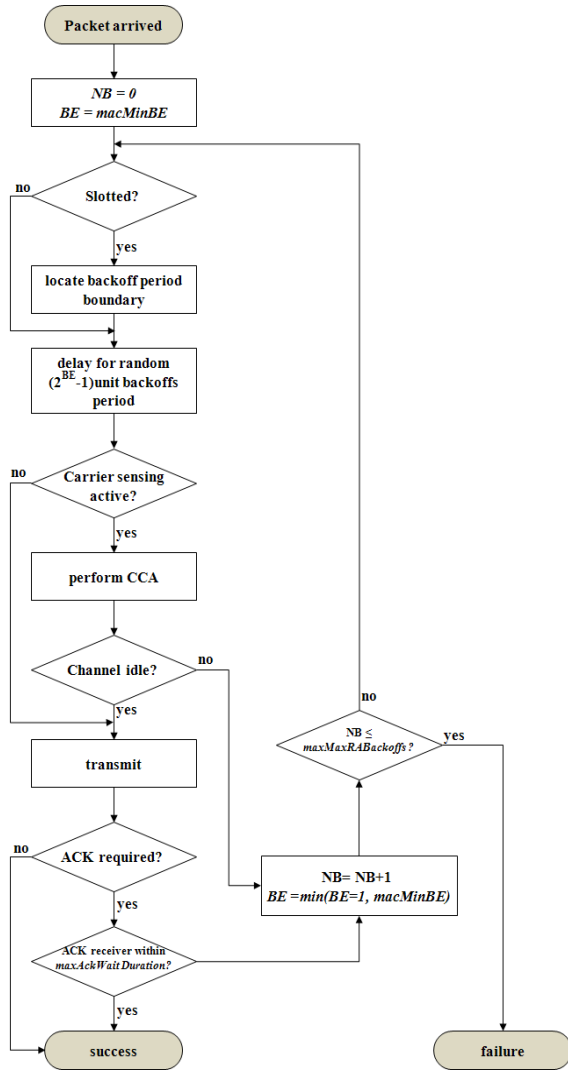 Packet arrived
NB = 0
BE = macMinBE
no
Slotted?
yes
locate backoff period
boundary
delay for random
(2^BE-1)unit backoffs
period
no
Carrier sensing
active?
yes
perform CCA
Channel idle?
no
yes
transmit
no
NB ≤
maxMaxRABackoffs?
yes
no
ACK required?
yes
NB= NB+1
BE =min(BE=1, macMinBE)
ACK receiver within
maxAckWaitDuration?
yes
success
failure